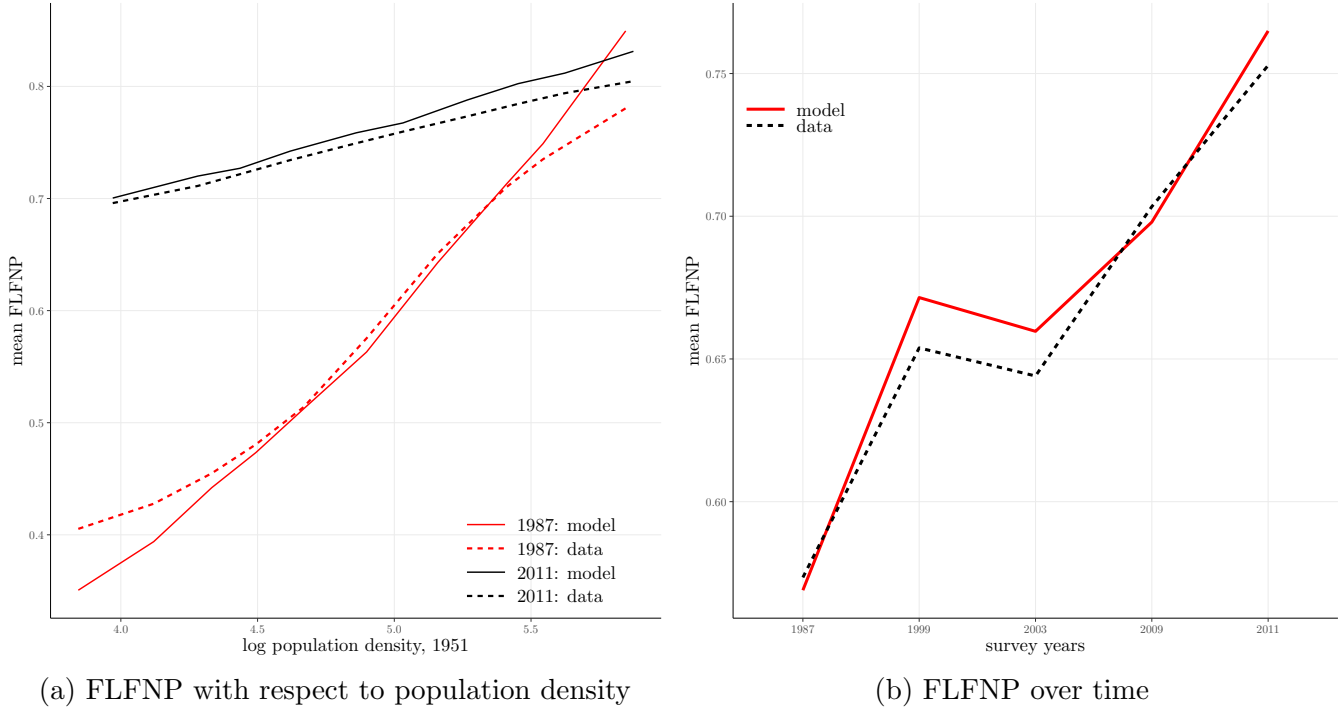 mean FLFNP
0.8
0.7
0.6
0.5
0.4
1987: model
1987: data
2011: model
2011: data
4.0 4.5 5.0 5.5
log population density, 1951
(a) FLFNP with respect to population density
mean FLFNP
0.75
0.70
0.65
0.60
model
data
1987 1999 2003 2009 2011
survey years
(b) FLFNP over time